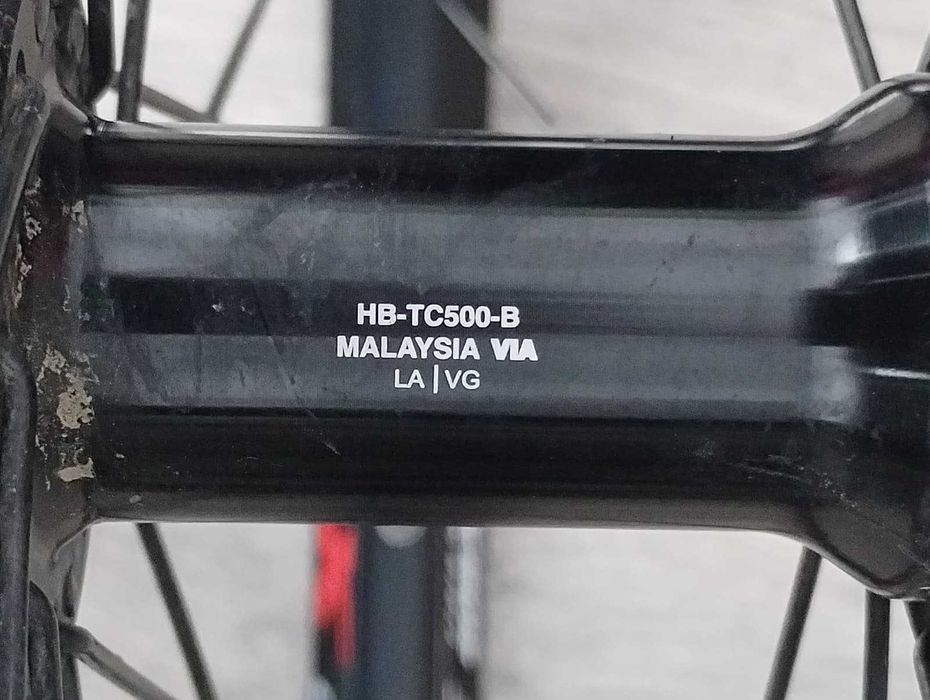 HB-TC500-B
MALAYSIA VIA
LA | VG